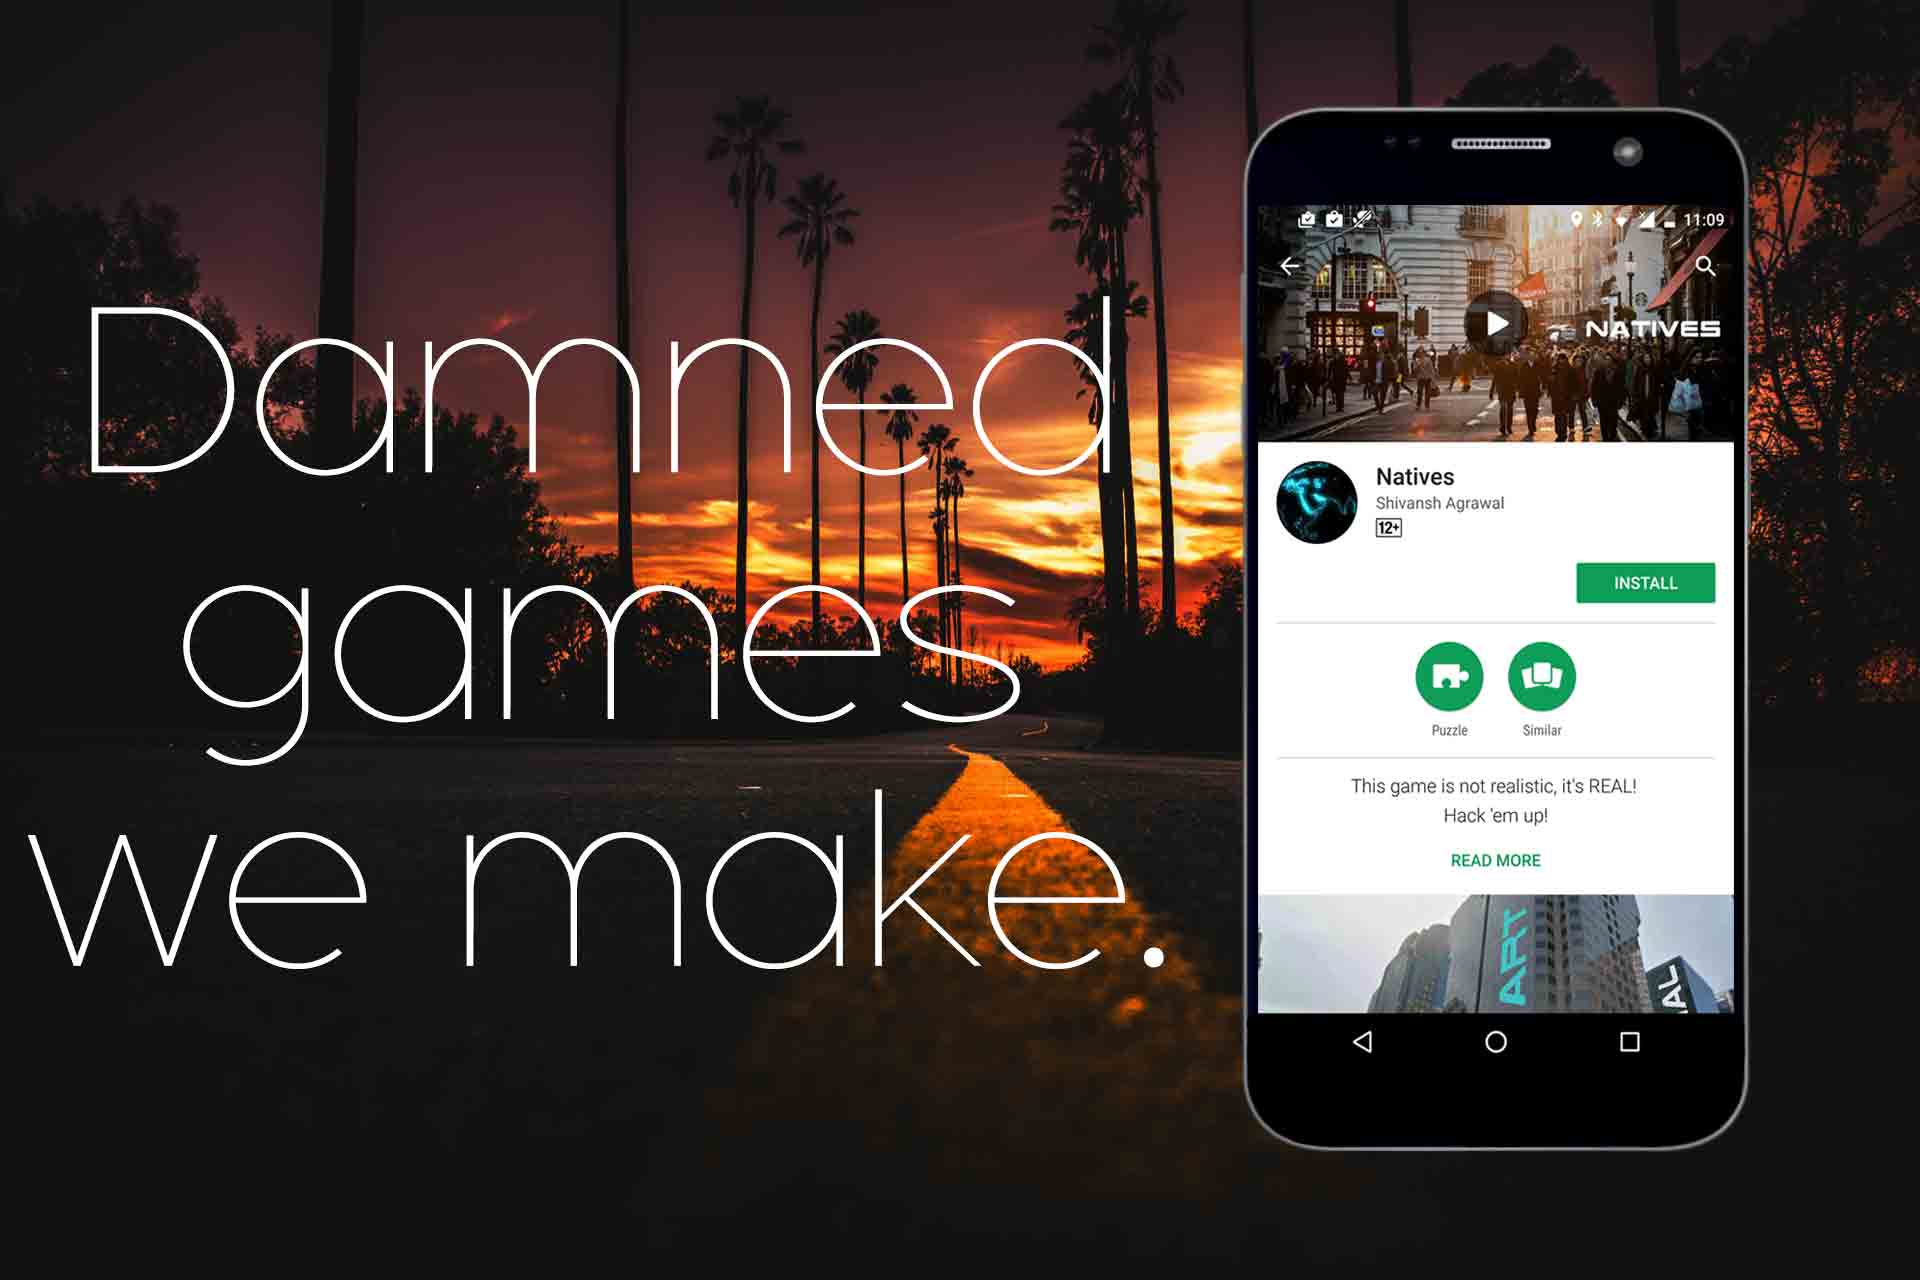 Damned
games
we make.
11:09
NATIVES
Natives
Shivansh Agrawal
12+
INSTALL
Puzzle
Similar
This game is not realistic, it's REAL!
Hack 'em up!
READ MORE
ART
AL